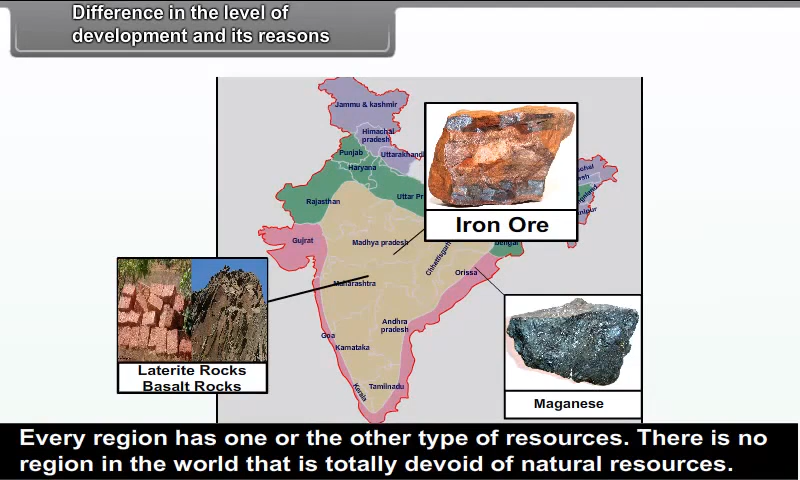 Difference in the level of
development and its reasons
Jammu & kashmir
Himachal
pradesh
Punjab
Uttarakhand
Haryana
Rajasthan
Uttar Pr
Gujrat
Madhya pradesh
Chhattisgarh
Orissa
Maharashtra
Andhra
pradesh
Goa
Karnataka
Kerala
Tamilnadu
Iron Ore
Laterite Rocks
Basalt Rocks
Maganese
Every region has one or the other type of resources. There is no
region in the world that is totally devoid of natural resources.